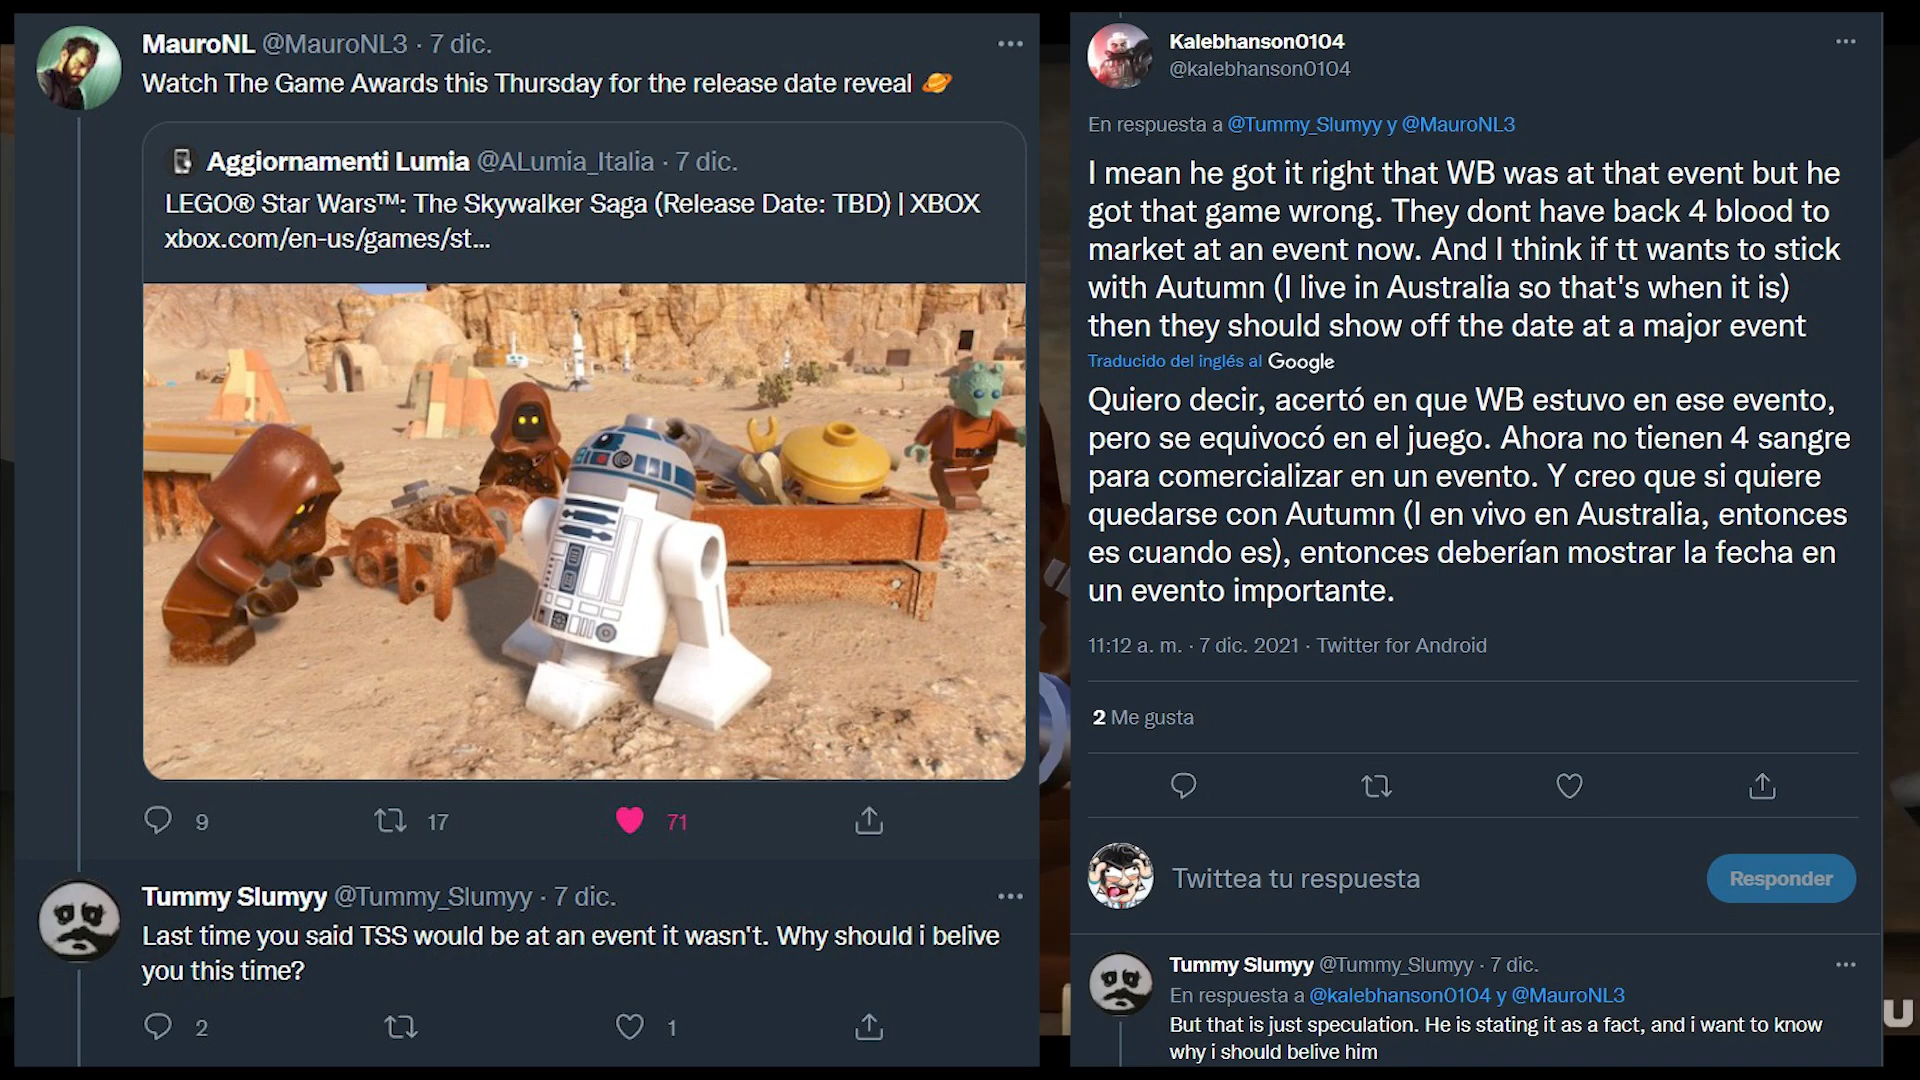 MauroNL @MauroNL3 · 7 dic.
Watch The Game Awards this Thursday for the release date reveal 🪐
Aggiornamenti Lumia @ALumia_Italia · 7 dic.
LEGO® Star Wars™: The Skywalker Saga (Release Date: TBD) | XBOX
xbox.com/en-us/games/st...
9 17 71
Tummy Slumyy @Tummy_Slumyy · 7 dic.
Last time you said TSS would be at an event it wasn't. Why should i belive
you this time?
2 1
Kalebhanson0104
@kalebhanson0104
En respuesta a @Tummy_Slumyy y @MauroNL3
I mean he got it right that WB was at that event but he
got that game wrong. They dont have back 4 blood to
market at an event now. And I think if tt wants to stick
with Autumn (I live in Australia so that's when it is)
then they should show off the date at a major event
Traducido del inglés al Google
Quiero decir, acertó en que WB estuvo en ese evento,
pero se equivocó en el juego. Ahora no tienen 4 sangre
para comercializar en un evento. Y creo que si quiere
quedarse con Autumn (I en vivo en Australia, entonces
es cuando es), entonces deberían mostrar la fecha en
un evento importante.
11:12 a. m. · 7 dic. 2021 · Twitter for Android
2 Me gusta
Twittea tu respuesta
Responder
Tummy Slumyy @Tummy_Slumyy · 7 dic.
En respuesta a @kalebhanson0104 y @MauroNL3
But that is just speculation. He is stating it as a fact, and i want to know
why i should belive him
U